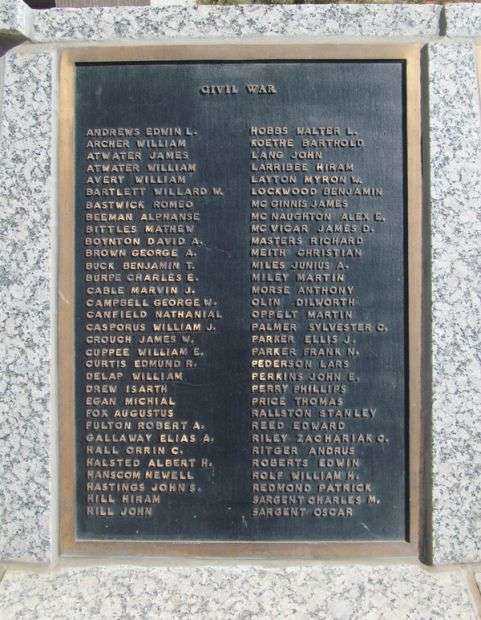 CIVIL WAR
ANDREWS EDWIN L.
ARCHER WILLIAM
ATWATER JAMES
ATWATER WILLIAM
AVERY WILLIAM
BARTLETT WILLARD W.
BASTWICK ROMEO
BEEMAN ALPHANSE
BITTLES MATHEW
BOYNTON DAVID A.
BROWN GEORGE A.
BUCK BENJAMIN T.
BURPE CHARLES E.
CABLE MARVIN J.
CAMPBELL GEORGE W.
CANFIELD NATHANIAL
CASPORUS WILLIAM J.
CROUCH JAMES W.
CUPPEE WILLIAM E.
CURTIS EDMUND R.
DELAP WILLIAM
DREW ISARTH
EGAN MICHIAL
FOX AUGUSTUS
FULTON ROBERT A.
GALLAWAY ELIAS A.
HALL ORRIN C.
HALSTED ALBERT H.
HANSCOM NEWELL
HASTINGS JOHN S.
HILL HIRAM
HILL JOHN
HOBBS WALTER L.
KOETHE BARTHOLD
LANG JOHN
LARRIBEE HIRAM
LAYTON MYRON W.
LOCKWOOD BENJAMIN
MC GINNIS JAMES
MC NAUGHTON ALEX E.
MC VICAR JAMES D.
MASTERS RICHARD
MEITH CHRISTIAN
MILES JUNIUS A.
MILEY MARTIN
MORSE ANTHONY
OLIN DILWORTH
OPPELT MARTIN
PALMER SYLVESTER C.
PARKER ELLIS J.
PARKER FRANK N.
PEDERSON LARS
PERKINS JOHN E.
PERRY PHILLIPS
PRICE THOMAS
RALLSTON STANLEY
REED EDWARD
RILEY ZACHARIAK C.
RITGER ANDRUS
ROBERTS EDWIN
ROLF WILLIAM H.
REDMOND PATRICK
SARGENT CHARLES M.
SARGENT OSCAR